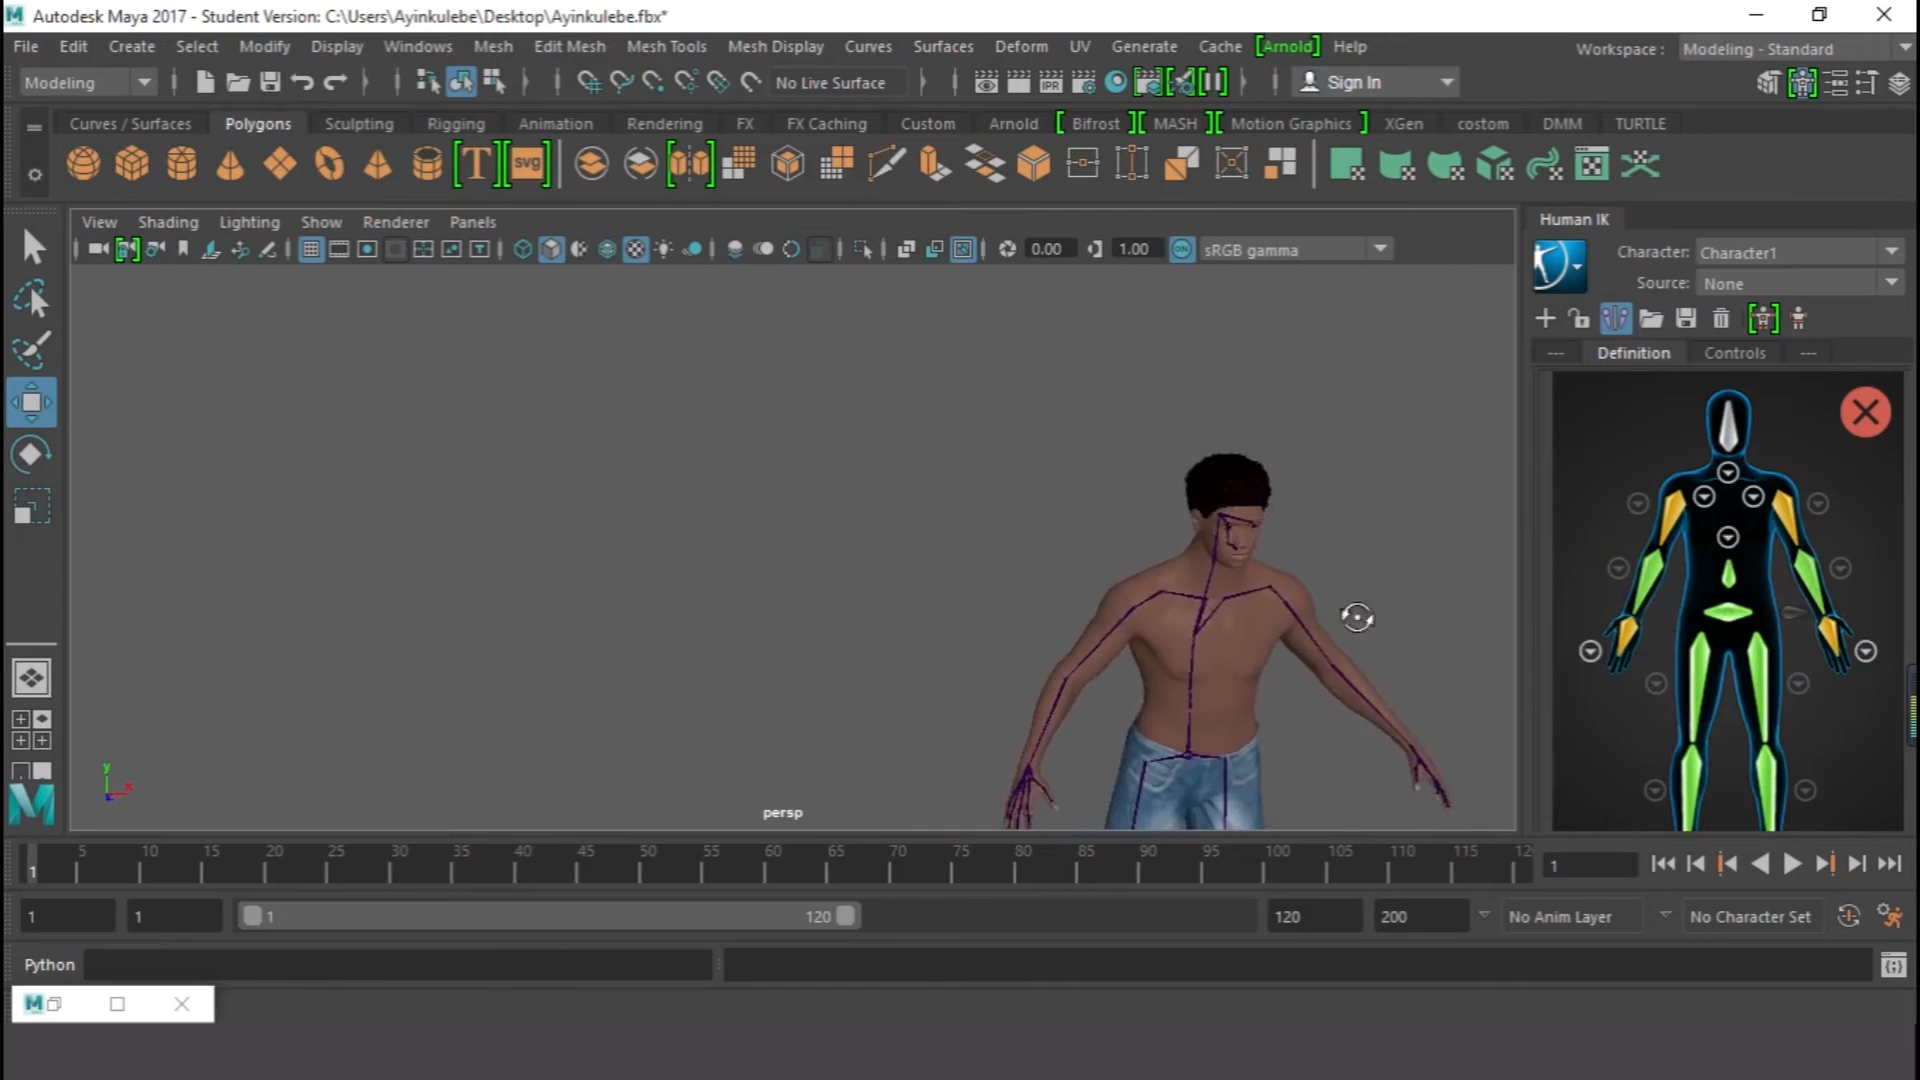 Autodesk Maya 2017 - Student Version: C:\Users\Ayinkulebe\Desktop\Ayinkulebe.fbx*
File Edit Create Select Modify Display Windows Mesh Edit Mesh Mesh Tools Mesh Display Curves Surfaces Deform UV Generate Cache [Arnold] Help Workspace : Modeling - Standard
Modeling No Live Surface IPR Sign In
Curves / Surfaces Polygons Sculpting Rigging Animation Rendering FX FX Caching Custom Arnold [ Bifrost ] [ MASH ] [ Motion Graphics ] XGen costom DMM TURTLE
T svg
View Shading Lighting Show Renderer Panels
0.00 1.00 ON sRGB gamma
Human IK
Character: Character1
Source: None
--- Definition Controls ---
y
x
persp
5 10 15 20 25 30 35 40 45 50 55 60 65 70 75 80 85 90 95 100 105 110 115 12
1 1
1 1 1 120 120 200 No Anim Layer No Character Set
Python
M